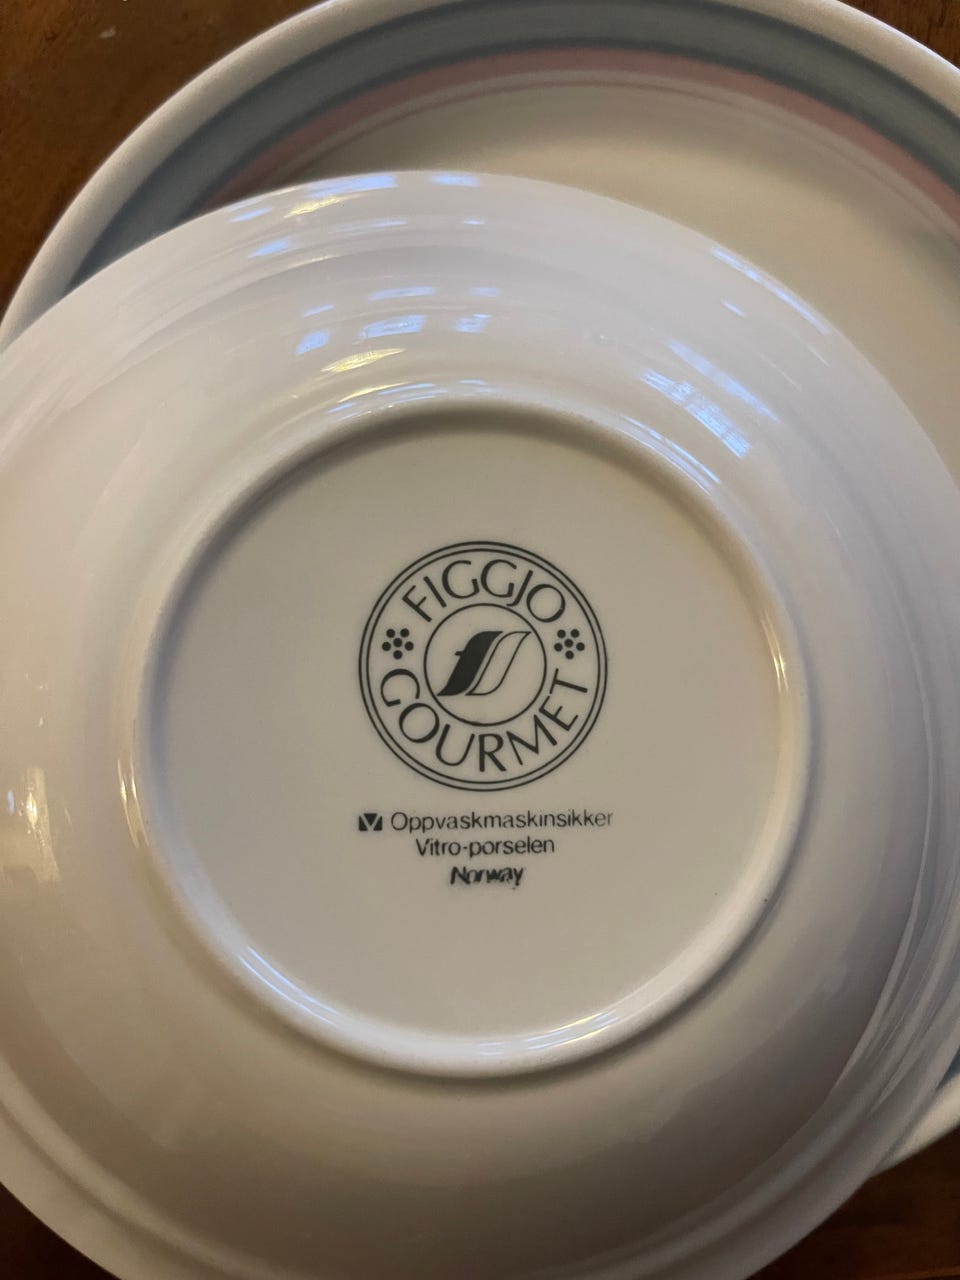 FIGGJO
GOURMET
Oppvaskmaskinsikker
Vitro-porselen
Norway